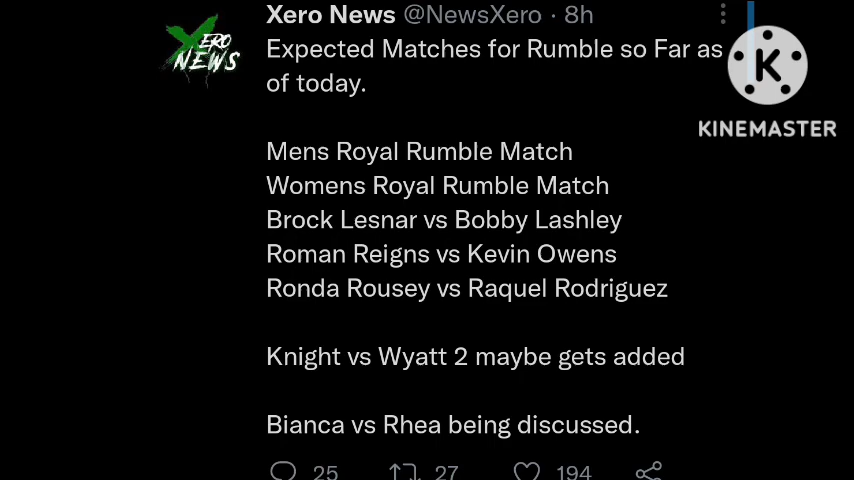 Xero News @NewsXero · 8h
XERO
NEWS
Expected Matches for Rumble so Far as
of today.
K
KINEMASTER
Mens Royal Rumble Match
Womens Royal Rumble Match
Brock Lesnar vs Bobby Lashley
Roman Reigns vs Kevin Owens
Ronda Rousey vs Raquel Rodriguez
Knight vs Wyatt 2 maybe gets added
Bianca vs Rhea being discussed.
25 27 194